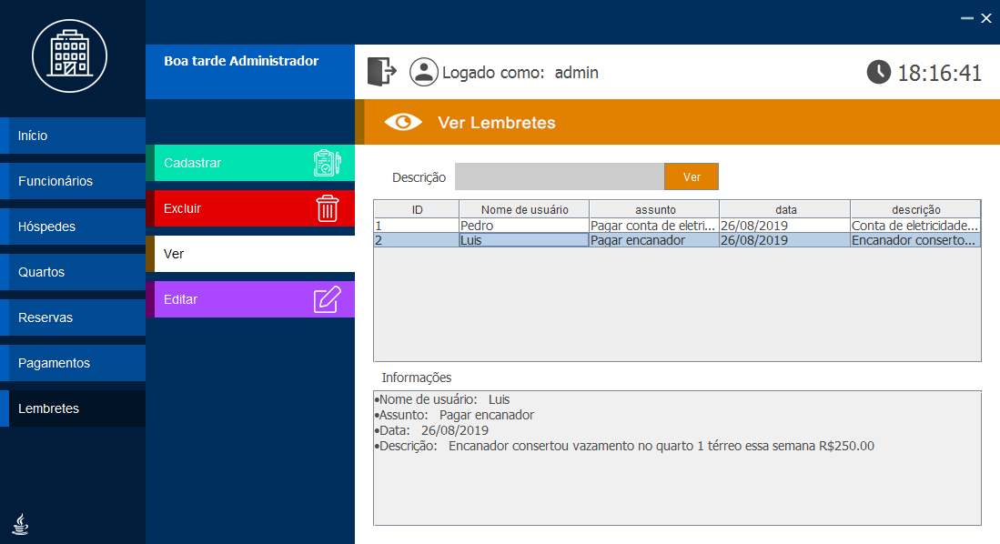 Boa tarde Administrador
Logado como: admin
18:16:41
Início
Funcionários
Hóspedes
Quartos
Reservas
Pagamentos
Lembretes
Cadastrar
Excluir
Ver
Editar
Ver Lembretes
Descrição
Ver
ID Nome de usuário assunto data descrição
1 Pedro Pagar conta de eletri... 26/08/2019 Conta de eletricidade...
2 Luis Pagar encanador 26/08/2019 Encanador conserto...
Informações
•Nome de usuário: Luis
•Assunto: Pagar encanador
•Data: 26/08/2019
•Descrição: Encanador consertou vazamento no quarto 1 térreo essa semana R$250.00